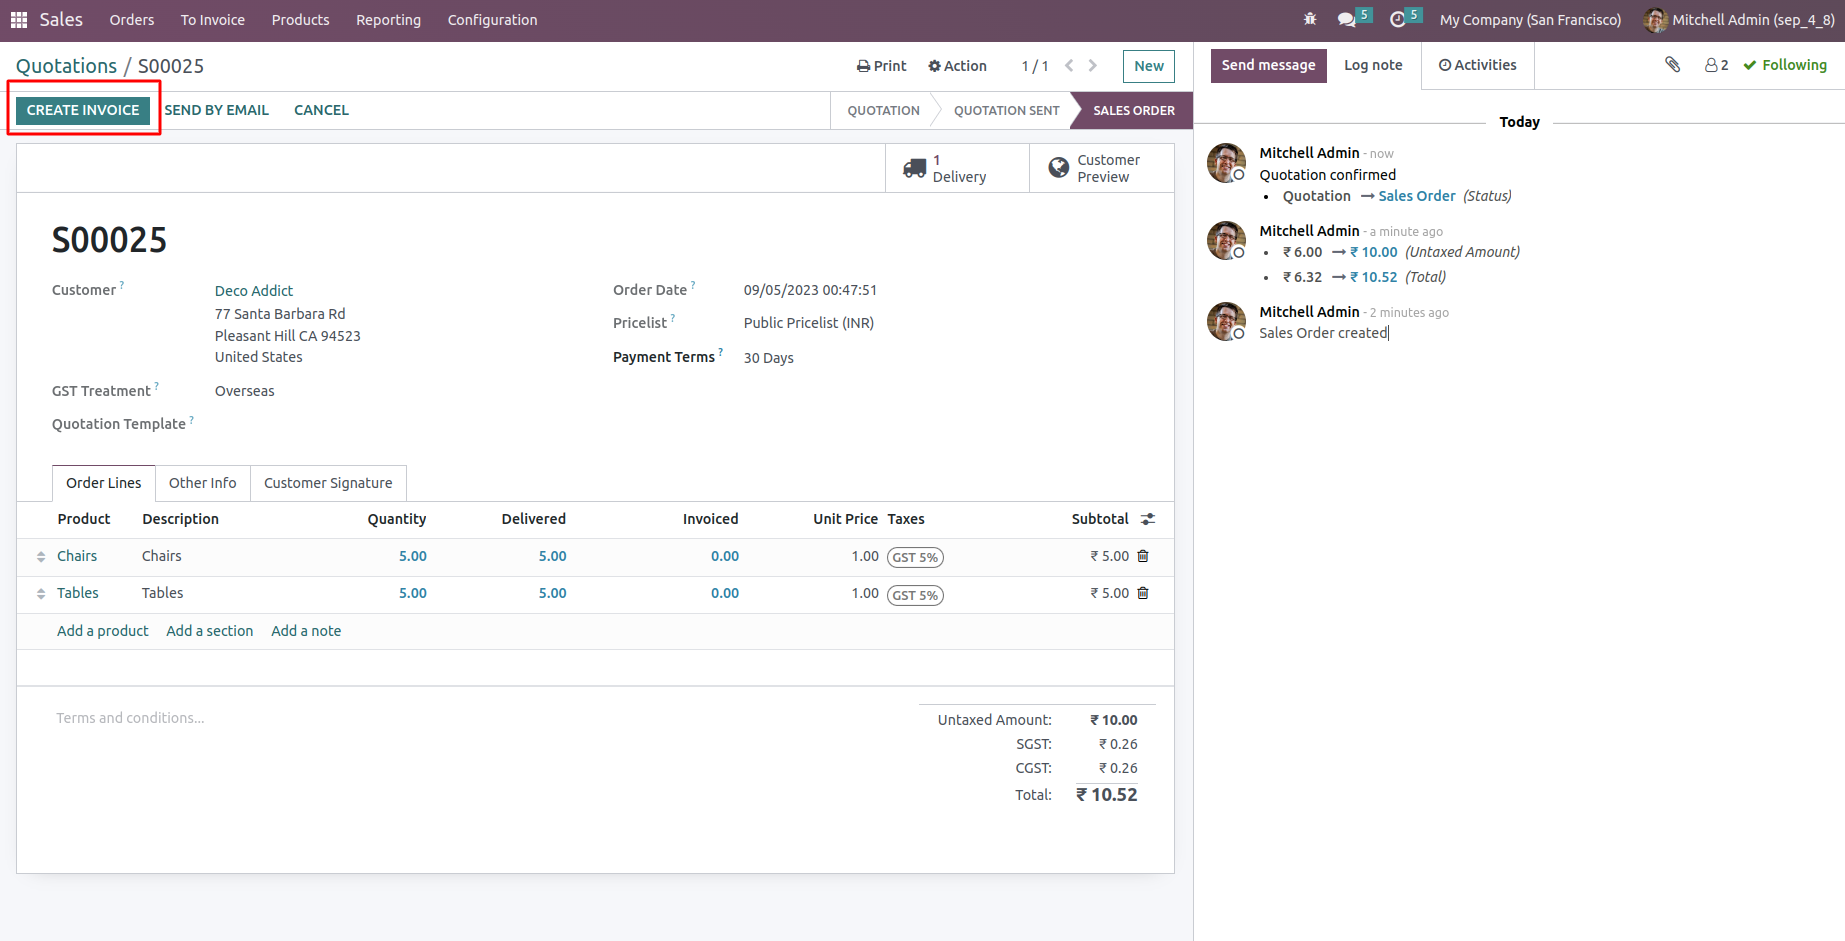 Sales Orders To Invoice Products Reporting Configuration 5 5 My Company (San Francisco) Mitchell Admin (sep_4_8)
Quotations / S00025 Print Action 1 / 1 New
CREATE INVOICE SEND BY EMAIL CANCEL QUOTATION QUOTATION SENT SALES ORDER
1
Delivery
Customer
Preview
S00025
Customer ? Deco Addict
77 Santa Barbara Rd
Pleasant Hill CA 94523
United States
GST Treatment ? Overseas
Quotation Template ?
Order Date ? 09/05/2023 00:47:51
Pricelist ? Public Pricelist (INR)
Payment Terms ? 30 Days
Order Lines Other Info Customer Signature
Product Description Quantity Delivered Invoiced Unit Price Taxes Subtotal
Chairs Chairs 5.00 5.00 0.00 1.00 GST 5% ₹ 5.00
Tables Tables 5.00 5.00 0.00 1.00 GST 5% ₹ 5.00
Add a product Add a section Add a note
Terms and conditions...
Untaxed Amount: ₹ 10.00
SGST: ₹ 0.26
CGST: ₹ 0.26
Total: ₹ 10.52
Send message Log note Activities 2 Following
Today
Mitchell Admin - now
Quotation confirmed
• Quotation → Sales Order (Status)
Mitchell Admin - a minute ago
• ₹ 6.00 → ₹ 10.00 (Untaxed Amount)
• ₹ 6.32 → ₹ 10.52 (Total)
Mitchell Admin - 2 minutes ago
Sales Order created